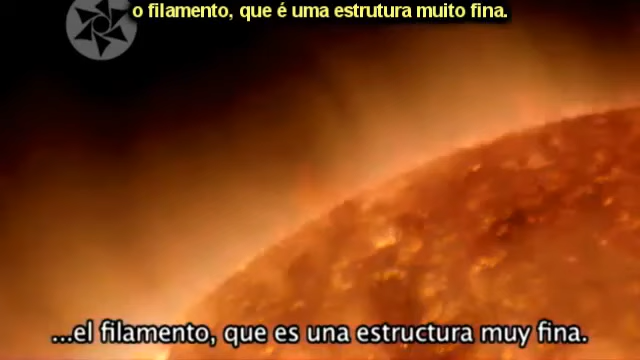 o filamento, que é uma estrutura muito fina.
...el filamento, que es una estructura muy fina.